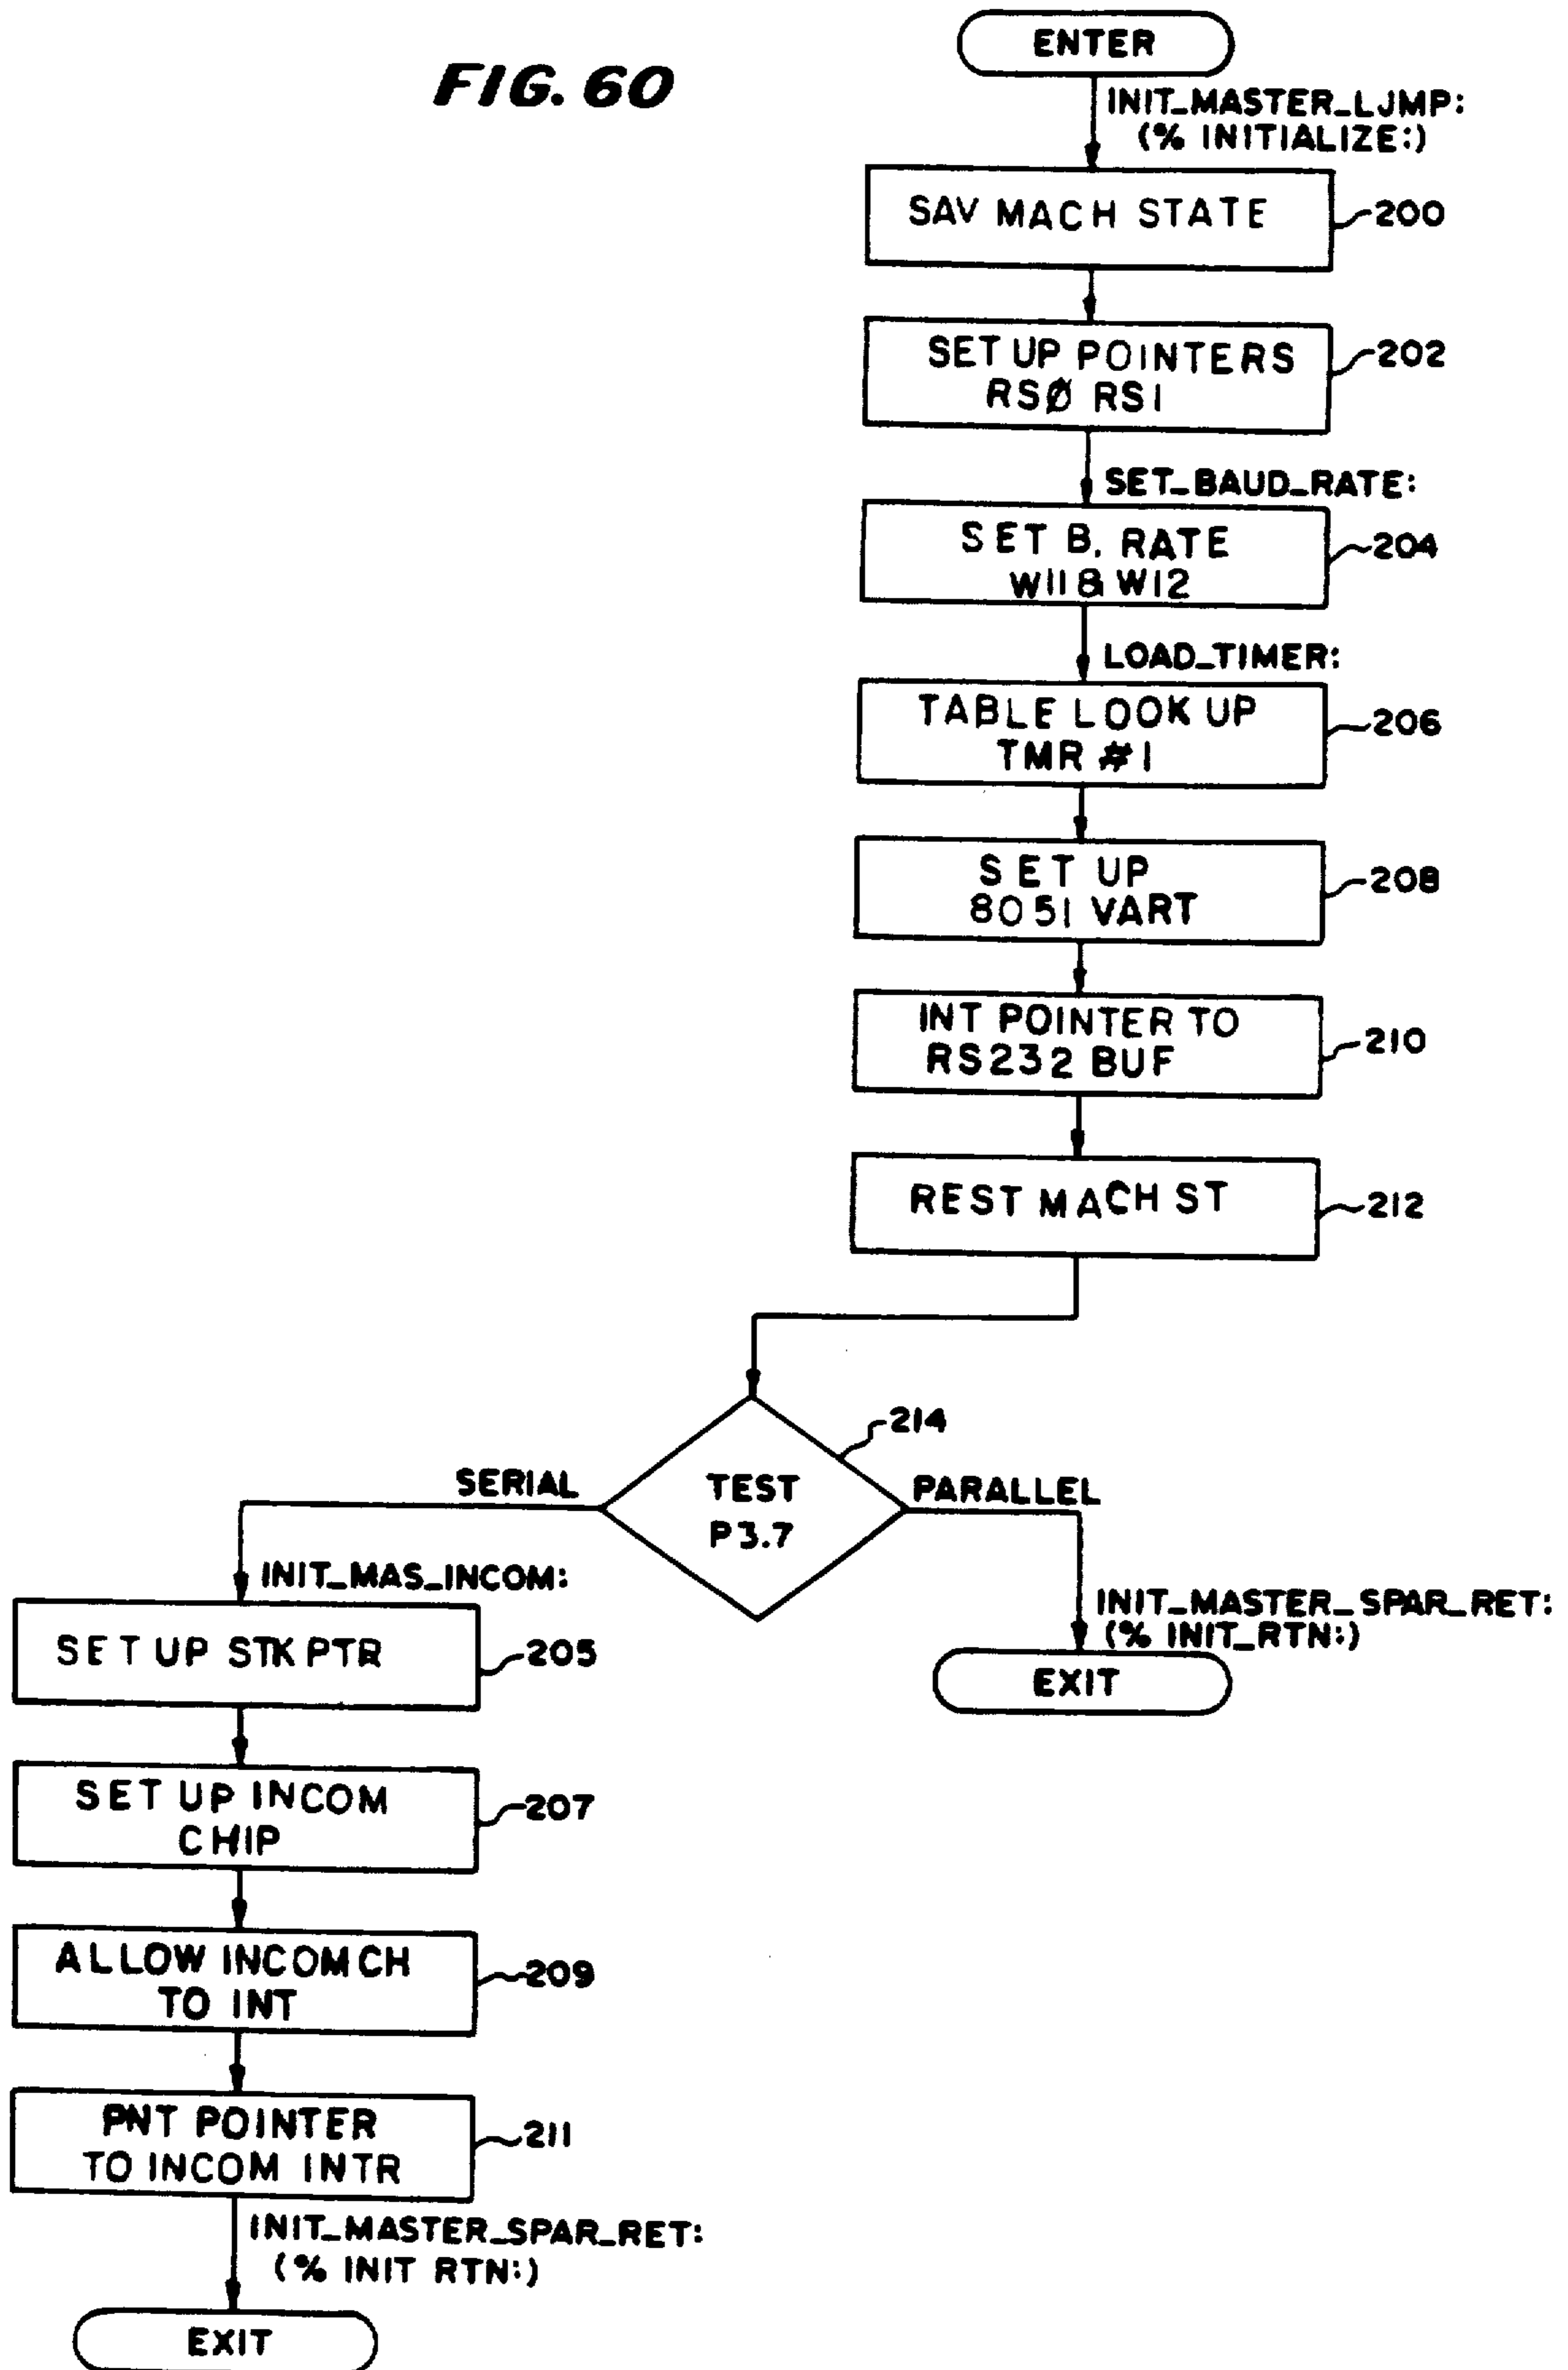 FIG. 60
ENTER
INIT_MASTER_LJMP:
(% INITIALIZE:)
SAV MACH STATE
200
SET UP POINTERS
RSØ RS1
202
SET_BAUD_RATE:
SET B. RATE
W11 & W12
204
LOAD_TIMER:
TABLE LOOK UP
TMR #1
206
SET UP
8051 VART
208
INT POINTER TO
RS232 BUF
210
REST MACH ST
212
214
TEST
P3.7
SERIAL
PARALLEL
INIT_MAS_INCOM:
SET UP STK PTR
205
INIT_MASTER_SPAR_RET:
(% INIT_RTN:)
EXIT
SET UP INCOM
CHIP
207
ALLOW INCOM CH
TO INT
209
PNT POINTER
TO INCOM INTR
211
INIT_MASTER_SPAR_RET:
(% INIT RTN:)
EXIT